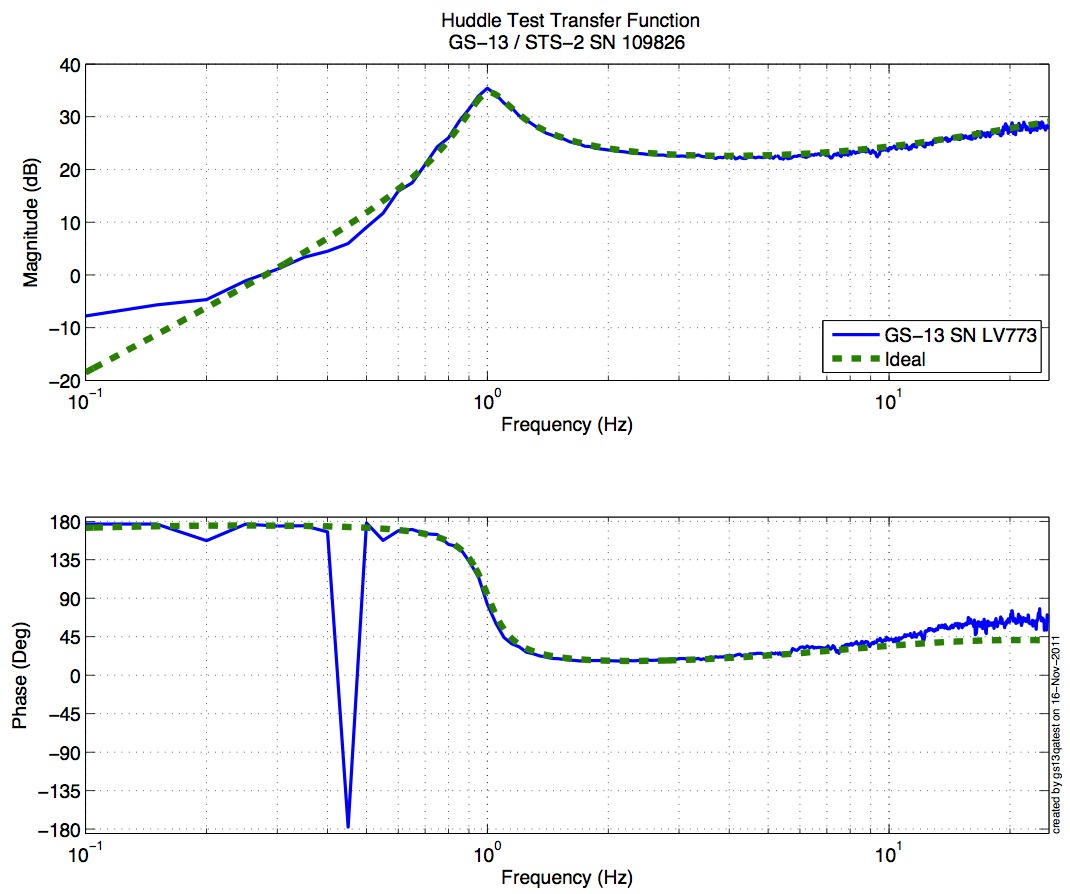 Huddle Test Transfer Function
GS−13 / STS−2 SN 109826
40
30
20
10
0
−10
−20
Magnitude (dB)
GS−13 SN LV773
Ideal
10^−1
10^0
10^1
Frequency (Hz)
180
135
90
45
0
−45
−90
−135
−180
Phase (Deg)
10^−1
10^0
10^1
Frequency (Hz)
created by gs13qatest on 16−Nov−2011